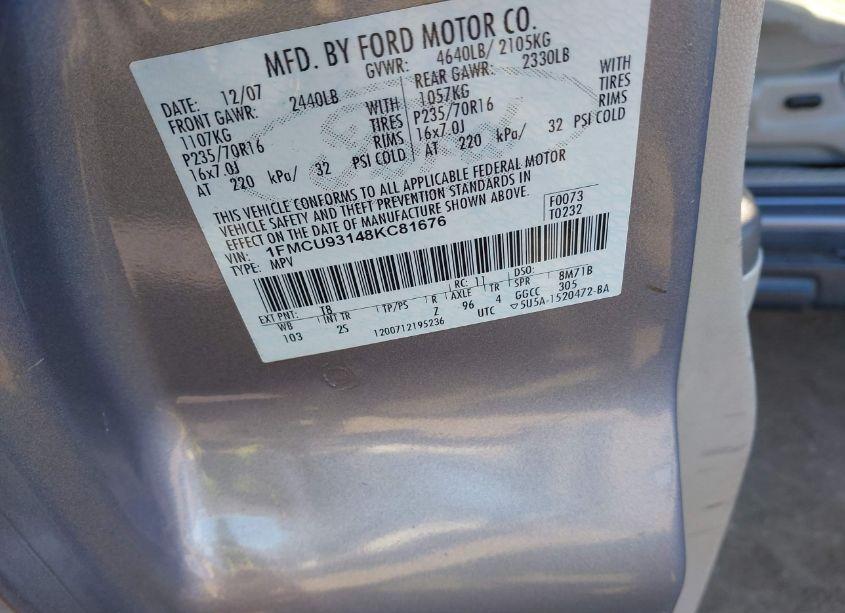 MFD. BY FORD MOTOR CO.
DATE: 12/07 GVWR: 4640LB/ 2105KG
FRONT GAWR: 2440LB REAR GAWR: 2330LB
1107KG WITH 1057KG WITH
P235/70R16 TIRES P235/70R16 TIRES
16x7.0J RIMS 16x7.0J RIMS
AT 220 kPa/ 32 PSI COLD AT 220 kPa/ 32 PSI COLD
THIS VEHICLE CONFORMS TO ALL APPLICABLE FEDERAL MOTOR
VEHICLE SAFETY AND THEFT PREVENTION STANDARDS IN
EFFECT ON THE DATE OF MANUFACTURE SHOWN ABOVE.
F0073
T0232
VIN: 1FMCU93148KC81676
TYPE: MPV
EXT PNT: T8 RC: 11 DSO:
WB INT TR TP/PS R AXLE TR SPR 8M71B
103 2S Z 96 4 GGCC 305
1200712195236 UTC ▽5U5A-1520472-BA